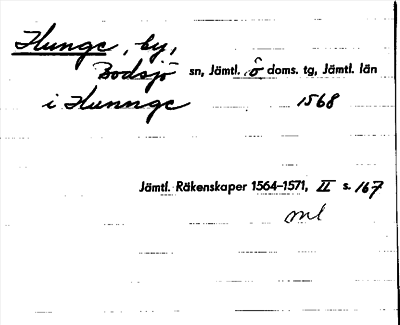 Hunge, by,
Bodsjö sn, Jämtl. ö doms. tg, Jämtl. län
i Hunnge 1568
Jämtl. Räkenskaper 1564–1571, II s. 167
ml